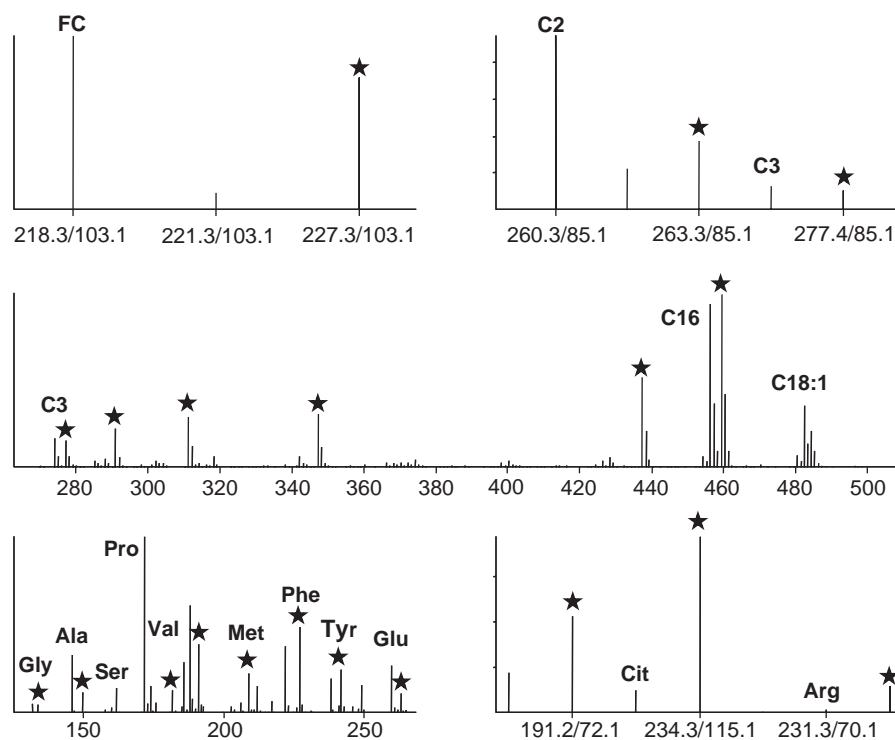 FC
218.3/103.1 221.3/103.1 227.3/103.1
C2
C3
260.3/85.1 263.3/85.1 277.4/85.1
C3
C16
C18:1
280 300 320 340 360 380 400 420 440 460 480 500
Gly
Ala
Ser
Pro
Val
Met
Phe
Tyr
Glu
150 200 250
Cit
Arg
191.2/72.1 234.3/115.1 231.3/70.1